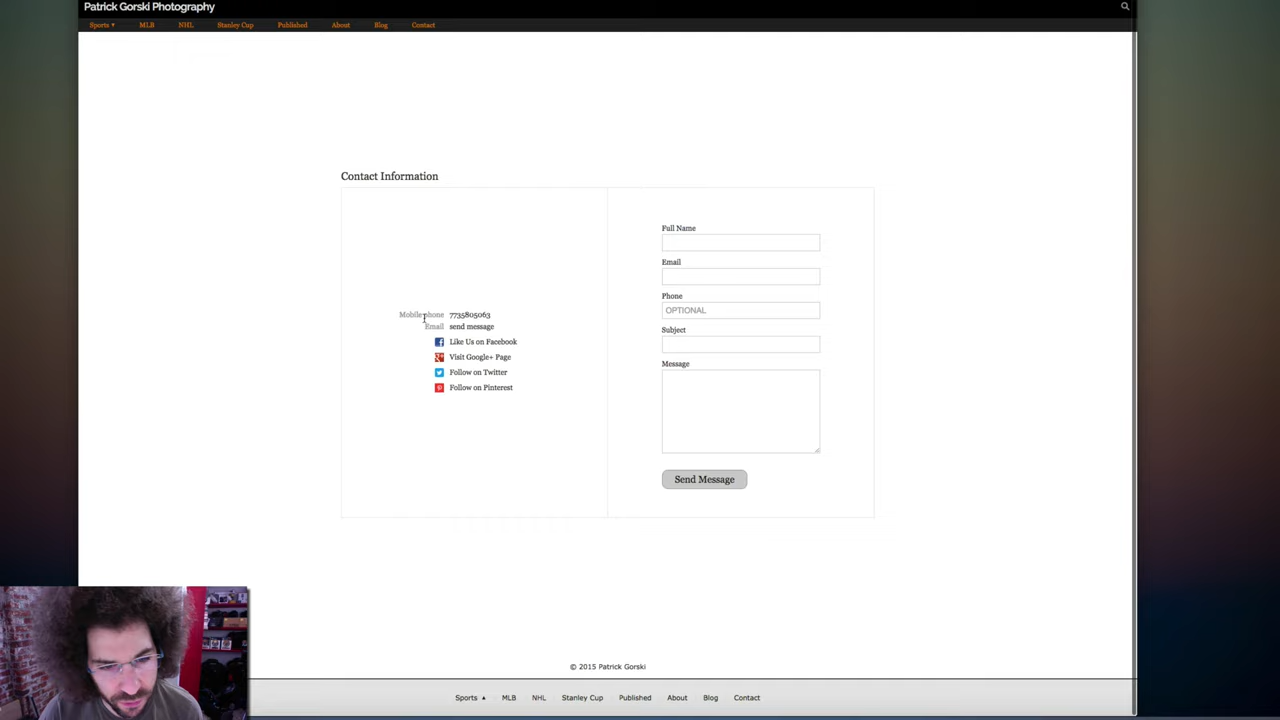 Patrick Gorski Photography
Sports ▾ MLB NHL Stanley Cup Published About Blog Contact
Contact Information
Mobile phone 7735805063
Email send message
Like Us on Facebook
Visit Google+ Page
Follow on Twitter
Follow on Pinterest
Full Name
Email
Phone
OPTIONAL
Subject
Message
Send Message
© 2015 Patrick Gorski
Sports ▴ MLB NHL Stanley Cup Published About Blog Contact